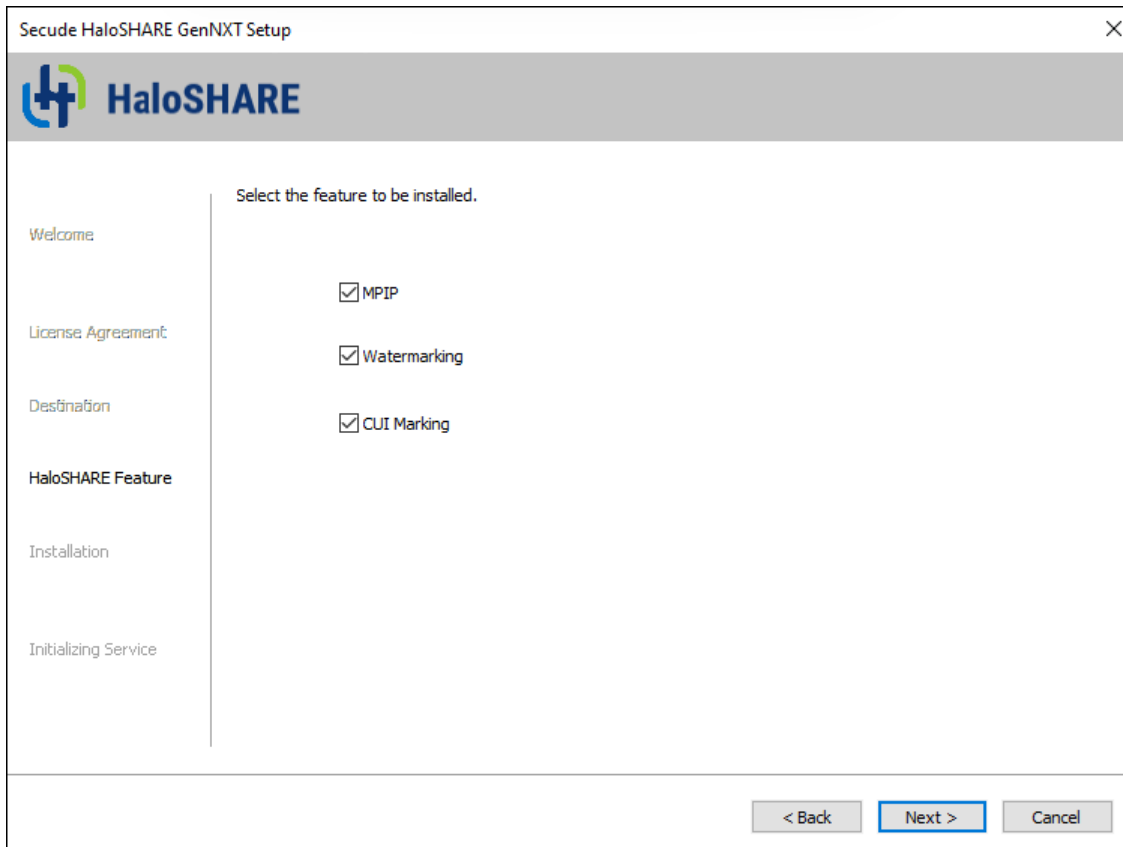 Secude HaloSHARE GenNXT Setup
HaloSHARE
Select the feature to be installed.
Welcome
MPIP
License Agreement
Watermarking
Destination
CUI Marking
HaloSHARE Feature
Installation
Initializing Service
< Back
Next >
Cancel